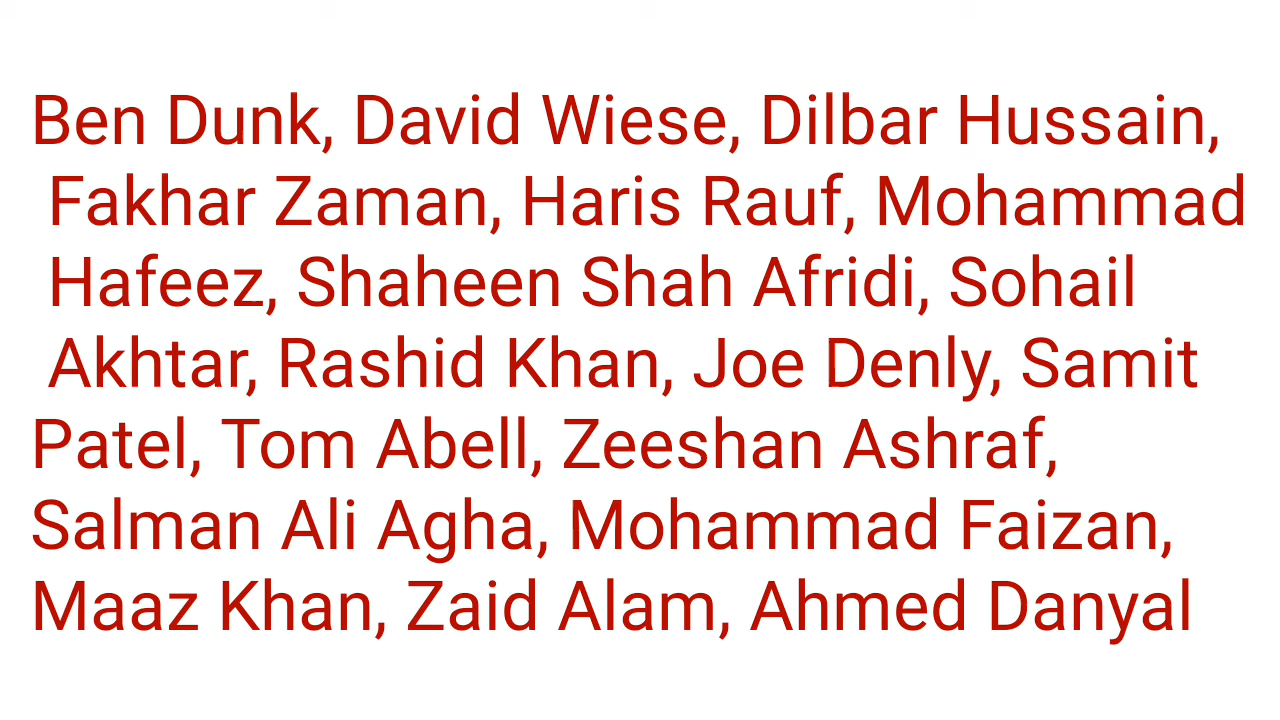 Ben Dunk, David Wiese, Dilbar Hussain,
Fakhar Zaman, Haris Rauf, Mohammad
Hafeez, Shaheen Shah Afridi, Sohail
Akhtar, Rashid Khan, Joe Denly, Samit
Patel, Tom Abell, Zeeshan Ashraf,
Salman Ali Agha, Mohammad Faizan,
Maaz Khan, Zaid Alam, Ahmed Danyal